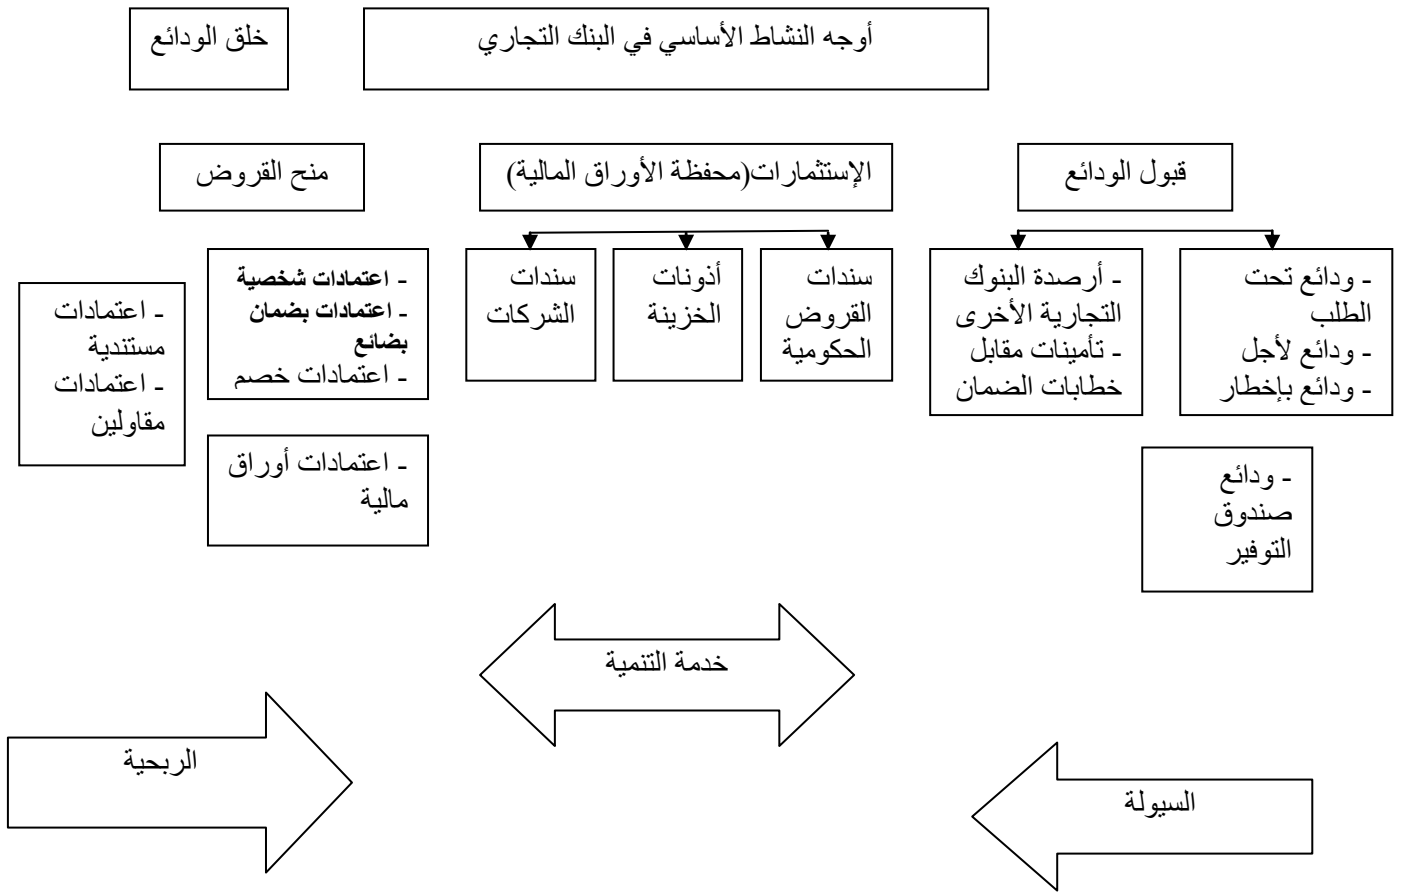 أوجه النشاط الأساسي في البنك التجاري
خلق الودائع
قبول الودائع
الإستثمارات(محفظة الأوراق المالية)
منح القروض
- ودائع تحت
الطلب
- ودائع لأجل
- ودائع بإخطار
- أرصدة البنوك
التجارية الأخرى
- تأمينات مقابل
خطابات الضمان
سندات
القروض
الحكومية
أذونات
الخزينة
سندات
الشركات
- اعتمادات شخصية
- اعتمادات بضمان
بضائع
- اعتمادات خصم
- اعتمادات
مستندية
- اعتمادات
مقاولين
- اعتمادات أوراق
مالية
- ودائع
صندوق
التوفير
خدمة التنمية
الربحية
السيولة